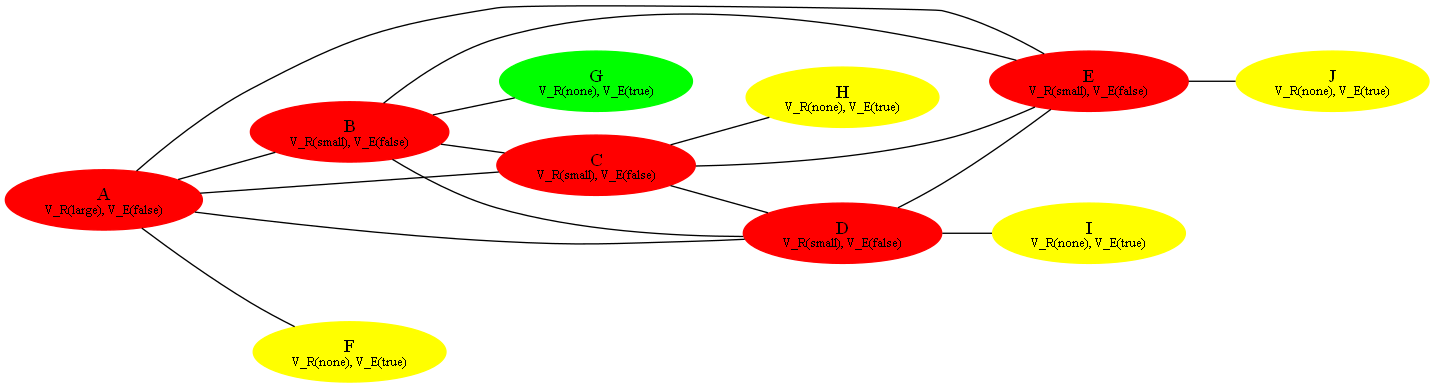 A
V_R(large), V_E(false)
B
V_R(small), V_E(false)
C
V_R(small), V_E(false)
D
V_R(small), V_E(false)
E
V_R(small), V_E(false)
F
V_R(none), V_E(true)
G
V_R(none), V_E(true)
H
V_R(none), V_E(true)
I
V_R(none), V_E(true)
J
V_R(none), V_E(true)